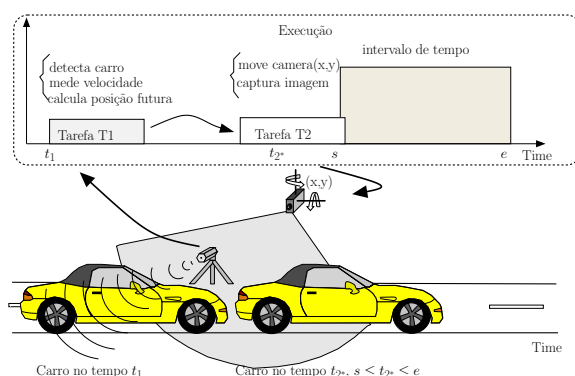 Execução
intervalo de tempo
detecta carro
mede velocidade
calcula posição futura
move camera(x,y)
captura imagem
Tarefa T1
Tarefa T2
t1 t2* s e Time
(x,y)
Time
Carro no tempo t1
Carro no tempo t2*, s < t2* < e